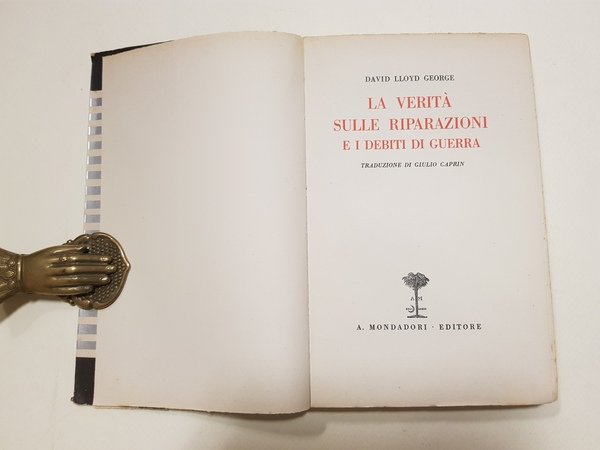 DAVID LLOYD GEORGE
LA VERITÀ
SULLE RIPARAZIONI
E I DEBITI DI GUERRA
TRADUZIONE DI GIULIO CAPRIN
A. MONDADORI · EDITORE